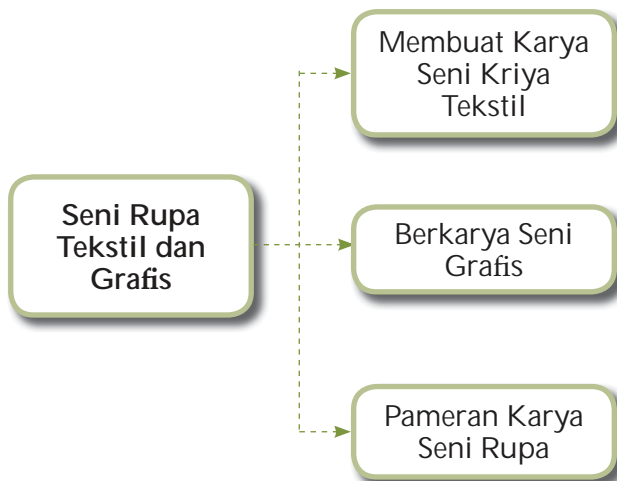 Membuat Karya
Seni Kriya
Tekstil
Seni Rupa
Tekstil dan
Grafis
Berkarya Seni
Grafis
Pameran Karya
Seni Rupa